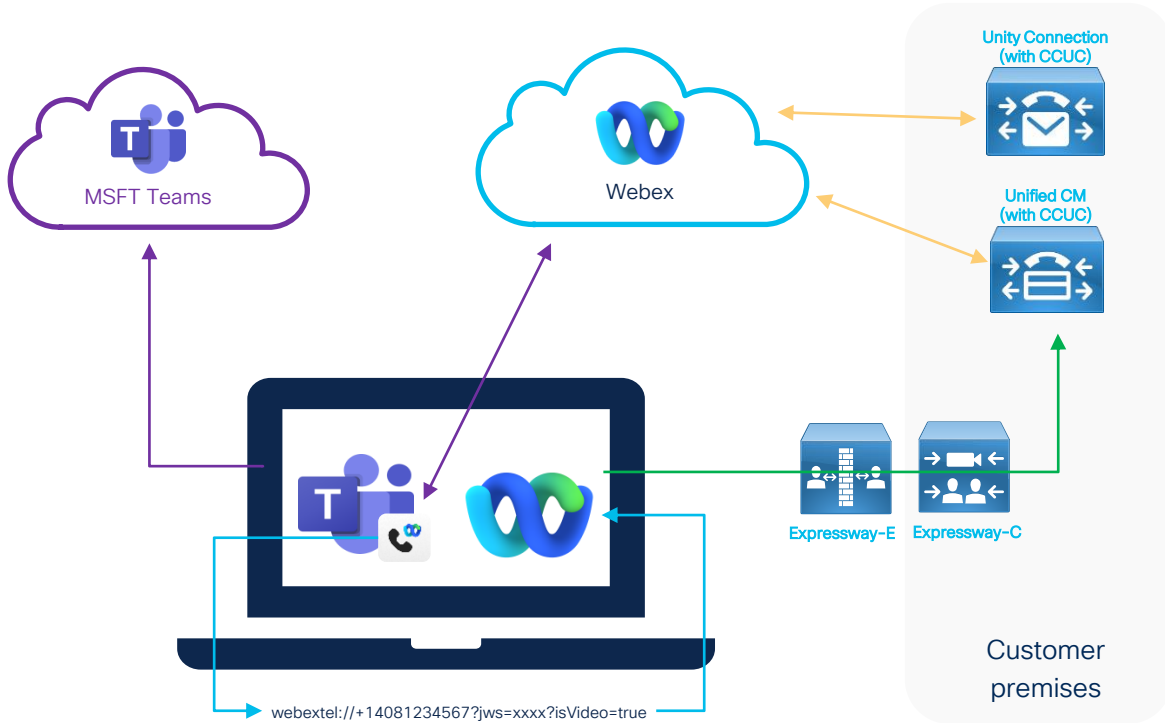 Unity Connection
(with CCUC)
T
MSFT Teams
Webex
Unified CM
(with CCUC)
T
Expressway-E
Expressway-C
webextel://+14081234567?jws=xxxx?isVideo=true
Customer
premises